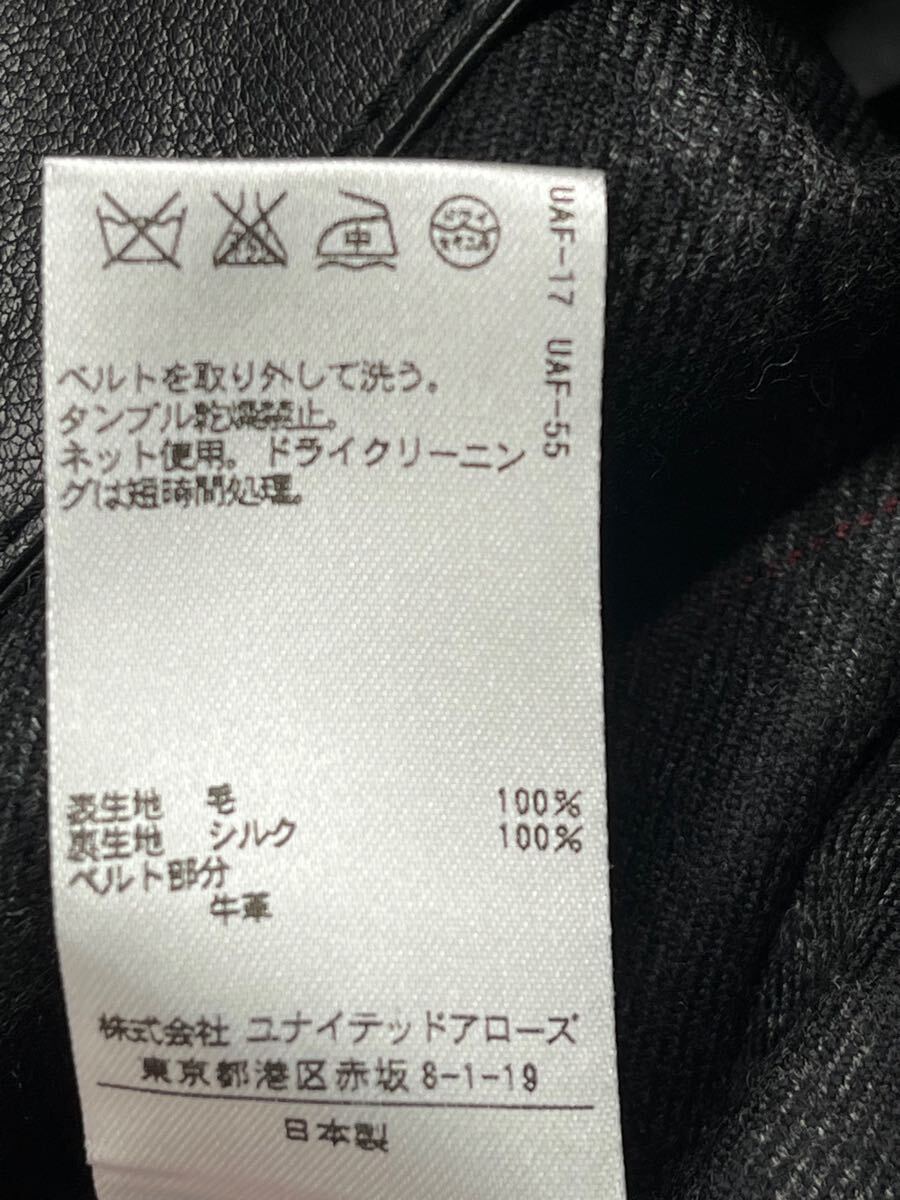 中
UAF-17 UAF-55
ベルトを取り外して洗う。
タンブル乾燥禁止。
ネット使用。ドライクリーニン
グは短時間処理。
表生地 毛 100%
裏生地 シルク 100%
ベルト部分
牛革
株式会社 ユナイテッドアローズ
東京都港区赤坂8-1-19
日本製